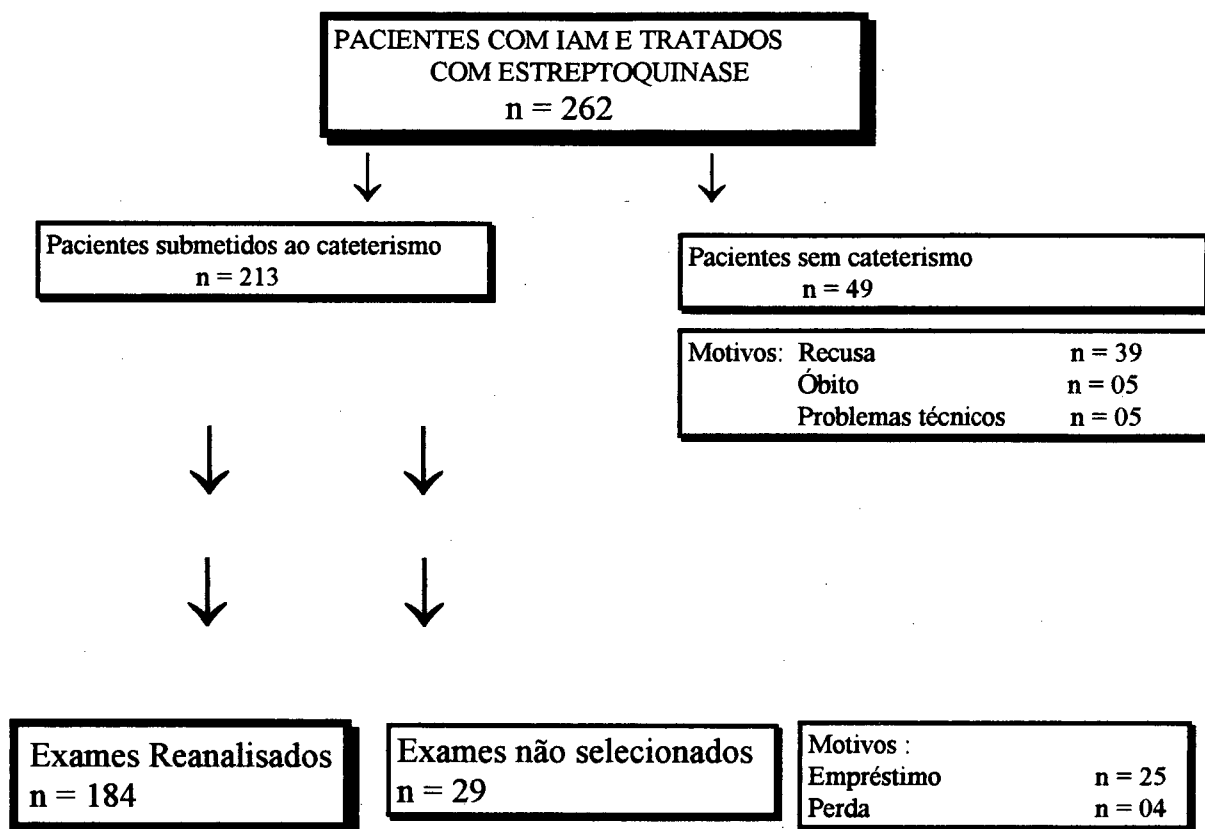 PACIENTES COM IAM E TRATADOS
COM ESTREPTOQUINASE
n = 262
Pacientes submetidos ao cateterismo
n = 213
Pacientes sem cateterismo
n = 49
Motivos: Recusa n = 39
Óbito n = 05
Problemas técnicos n = 05
Exames Reanalisados
n = 184
Exames não selecionados
n = 29
Motivos :
Empréstimo n = 25
Perda n = 04